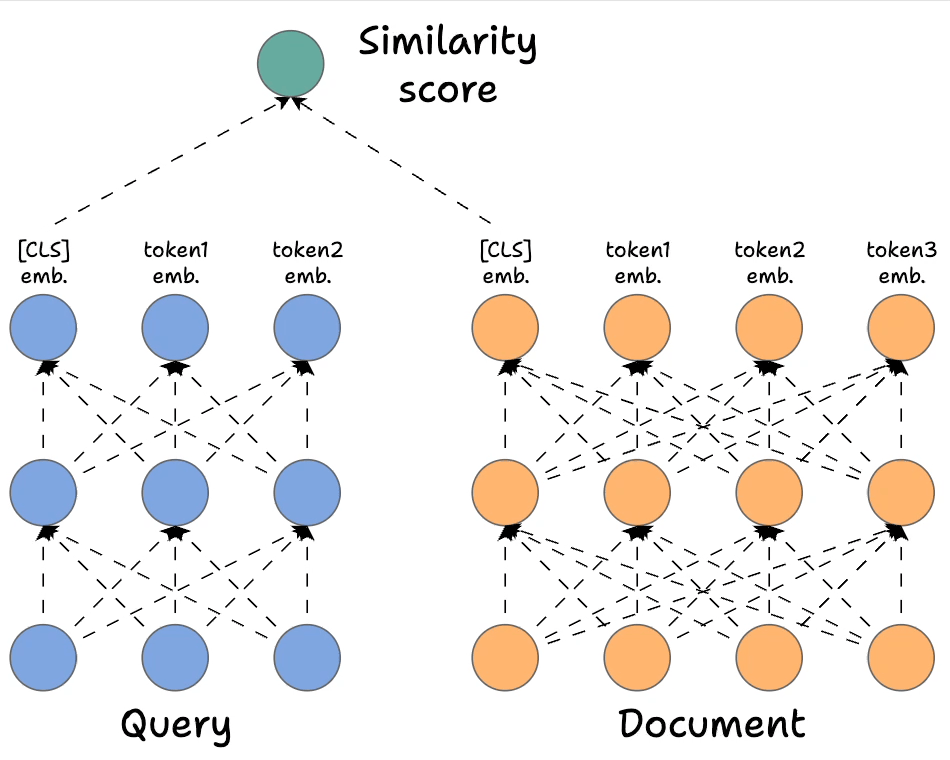 Similarity
score
[CLS]
emb.
token1
emb.
token2
emb.
[CLS]
emb.
token1
emb.
token2
emb.
token3
emb.
Query
Document